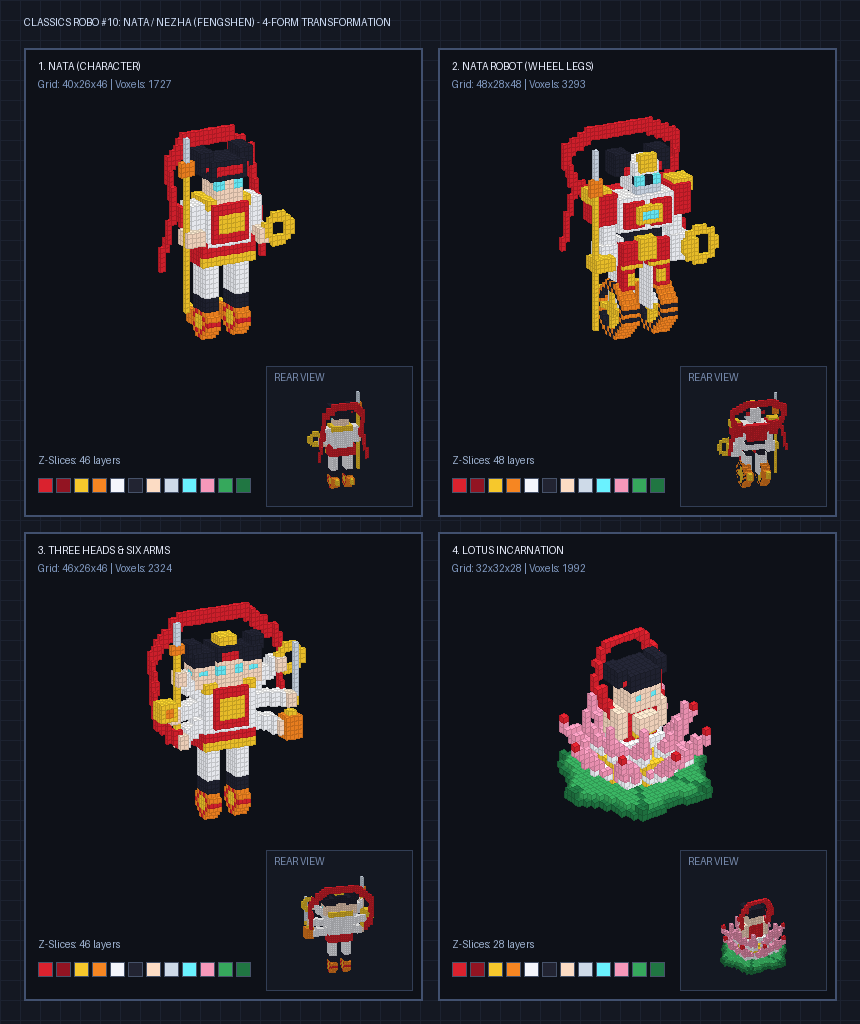 CLASSICS ROBO #10: NATA / NEZHA (FENGSHEN) - 4-FORM TRANSFORMATION
1. NATA (CHARACTER)
Grid: 40x26x46 | Voxels: 1727
REAR VIEW
Z-Slices: 46 layers
2. NATA ROBOT (WHEEL LEGS)
Grid: 48x28x48 | Voxels: 3293
REAR VIEW
Z-Slices: 48 layers
3. THREE HEADS & SIX ARMS
Grid: 46x26x46 | Voxels: 2324
REAR VIEW
Z-Slices: 46 layers
4. LOTUS INCARNATION
Grid: 32x32x28 | Voxels: 1992
REAR VIEW
Z-Slices: 28 layers